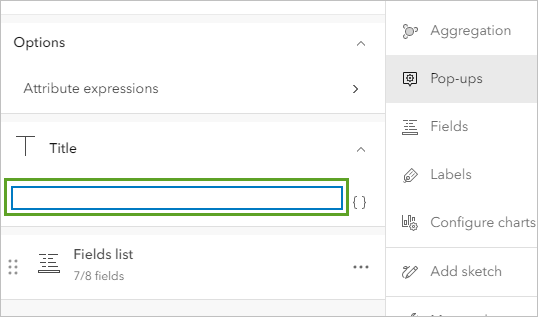 Options
Attribute expressions
Title
{ }
Fields list
7/8 fields
Aggregation
Pop-ups
Fields
Labels
Configure charts
Add sketch